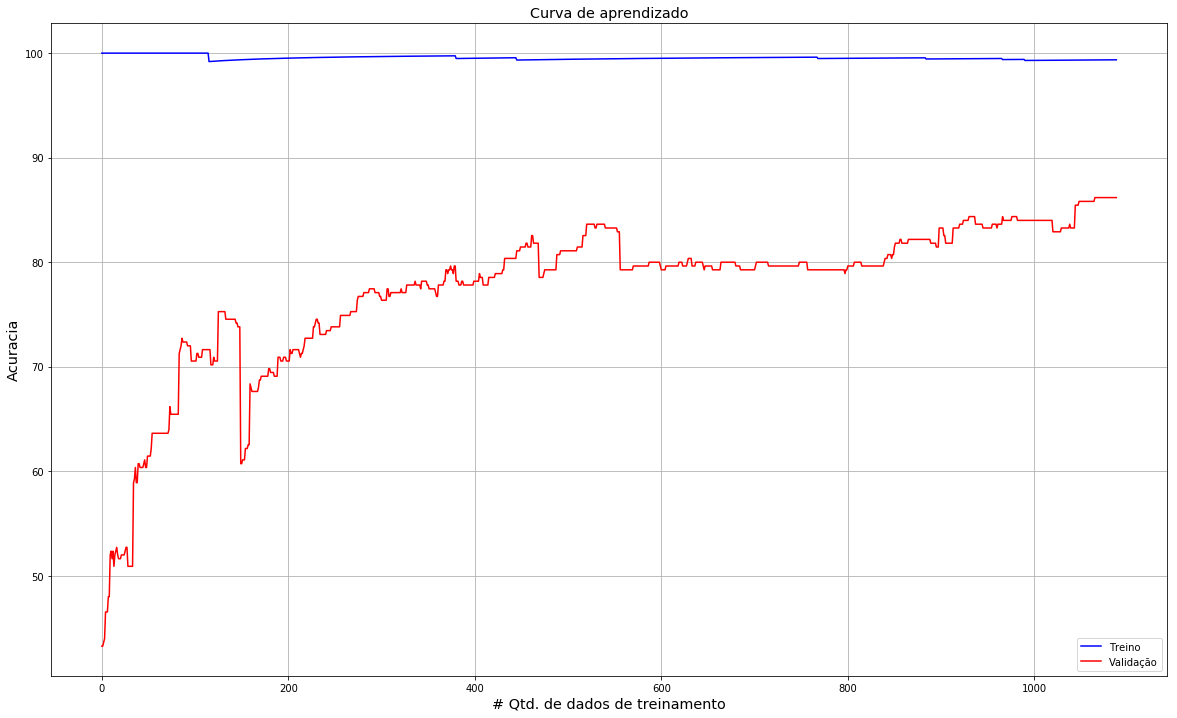 Curva de aprendizado
Acuracia
100
90
80
70
60
50
0
200
400
600
800
1000
# Qtd. de dados de treinamento
Treino
Validação